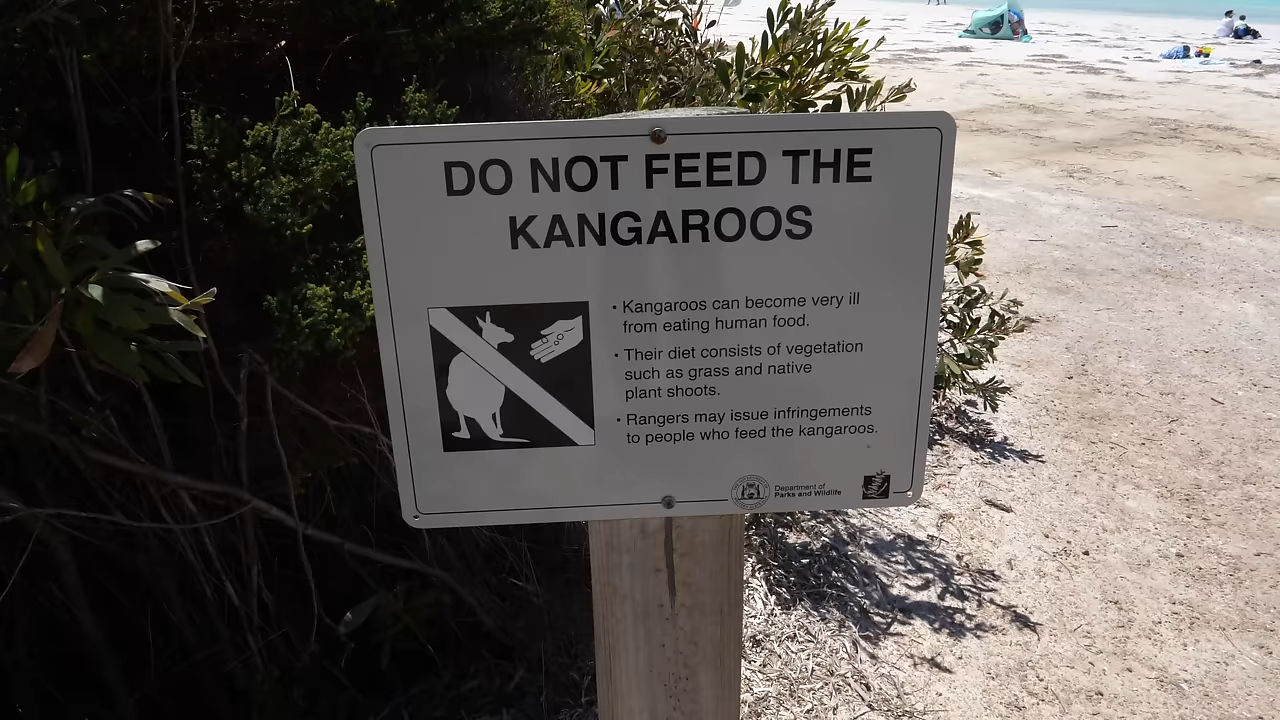 DO NOT FEED THE
KANGAROOS
• Kangaroos can become very ill
from eating human food.
• Their diet consists of vegetation
such as grass and native
plant shoots.
• Rangers may issue infringements
to people who feed the kangaroos.
Department of
Parks and Wildlife